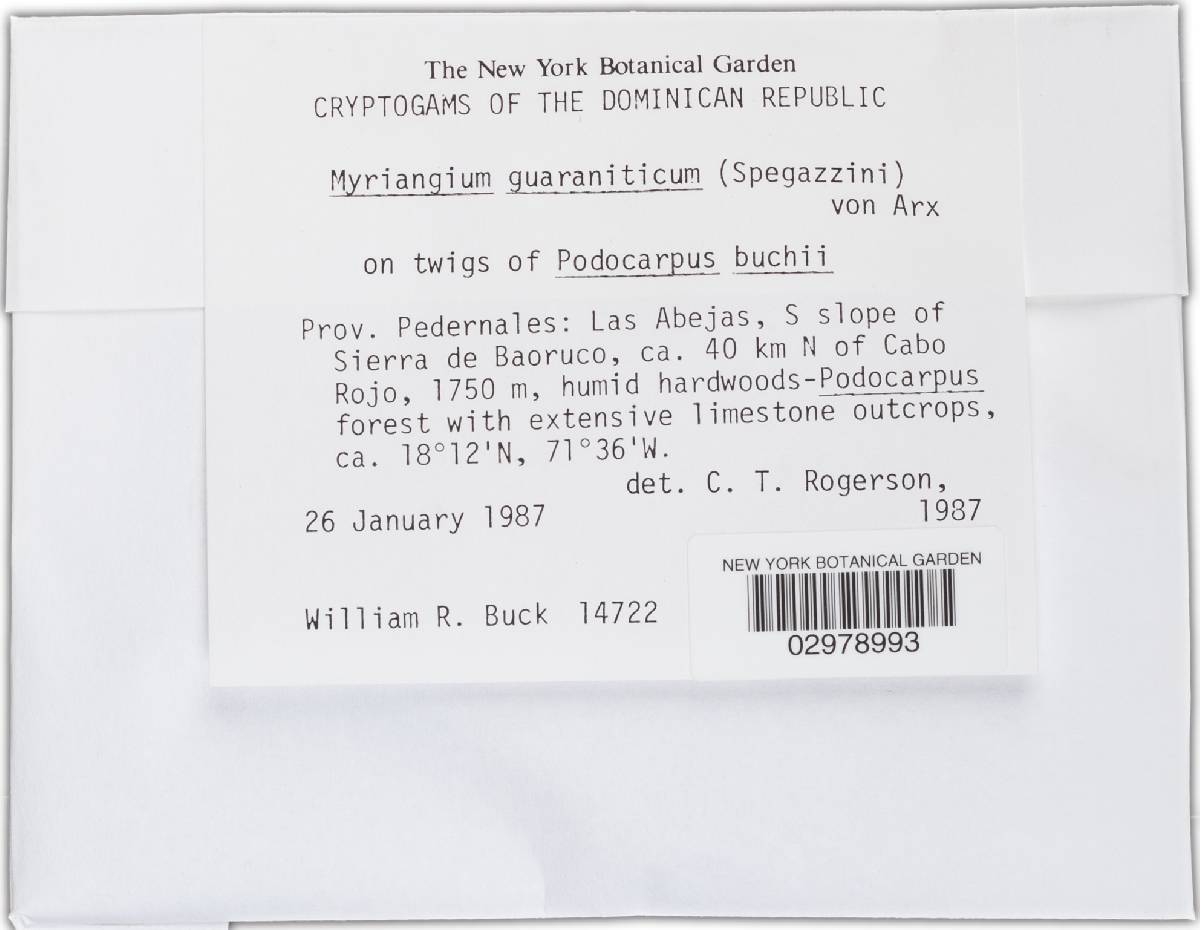 The New York Botanical Garden
CRYPTOGAMS OF THE DOMINICAN REPUBLIC
Myriangium guaraniticum (Spegazzini)
von Arx
on twigs of Podocarpus buchii
Prov. Pedernales: Las Abejas, S slope of
Sierra de Baoruco, ca. 40 km N of Cabo
Rojo, 1750 m, humid hardwoods-Podocarpus
forest with extensive limestone outcrops,
ca. 18°12'N, 71°36'W.
det. C. T. Rogerson,
1987
26 January 1987
William R. Buck 14722
NEW YORK BOTANICAL GARDEN
02978993